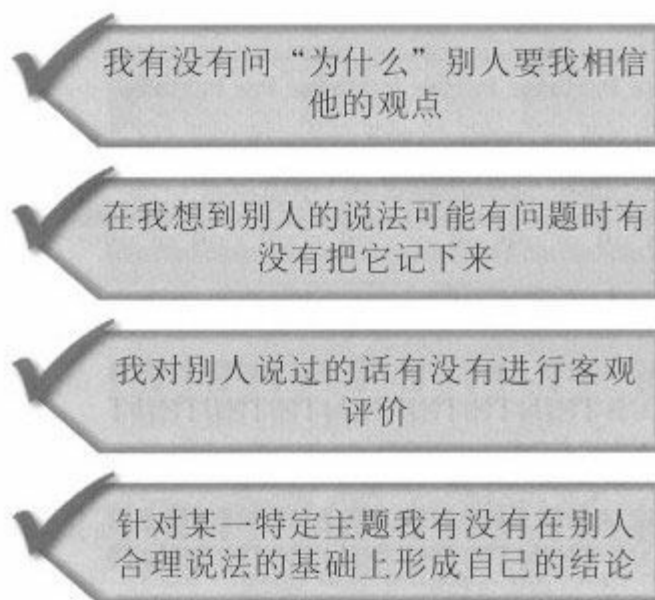 我有没有问“为什么”别人要我相信
他的观点
在我想到别人的说法可能有问题时有
没有把它记下来
我对别人说过的话有没有进行客观
评价
针对某一特定主题我有没有在别人
合理说法的基础上形成自己的结论